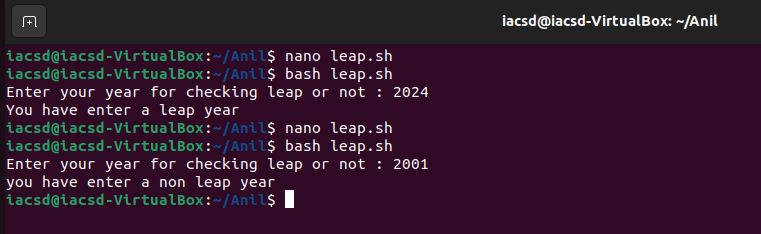 iacsd@iacsd-VirtualBox: ~/Anil
iacsd@iacsd-VirtualBox:~/Anil$ nano leap.sh
iacsd@iacsd-VirtualBox:~/Anil$ bash leap.sh
Enter your year for checking leap or not : 2024
You have enter a leap year
iacsd@iacsd-VirtualBox:~/Anil$ nano leap.sh
iacsd@iacsd-VirtualBox:~/Anil$ bash leap.sh
Enter your year for checking leap or not : 2001
you have enter a non leap year
iacsd@iacsd-VirtualBox:~/Anil$